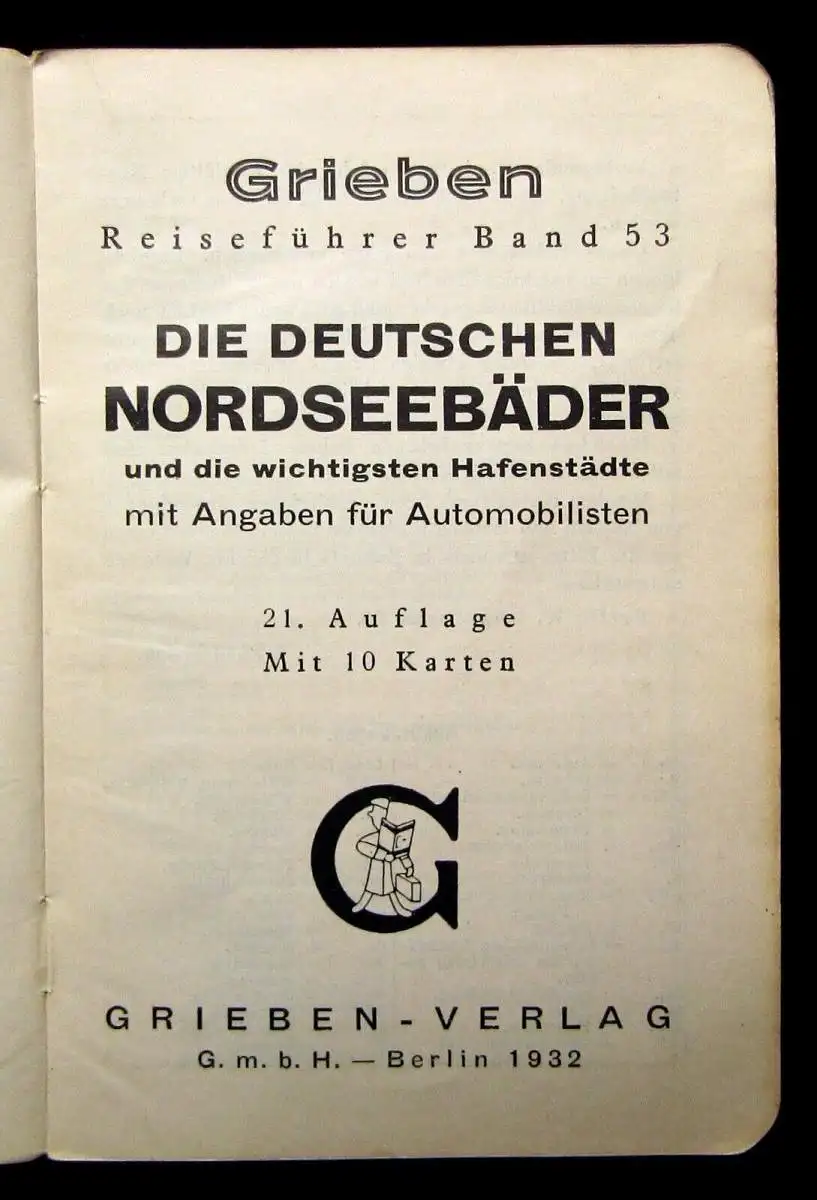 Grieben
Reiseführer Band 53
DIE DEUTSCHEN
NORDSEEBÄDER
und die wichtigsten Hafenstädte
mit Angaben für Automobilisten
21. Auflage
Mit 10 Karten
G
GRIEBEN-VERLAG
G. m. b. H. — Berlin 1932